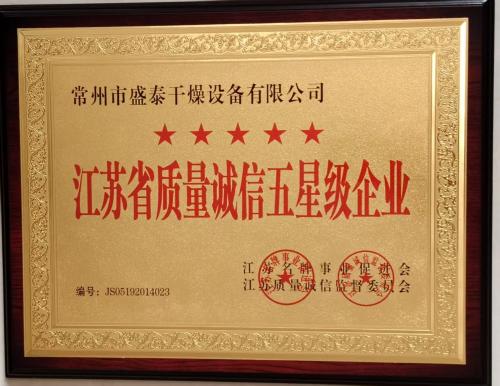 常州市盛泰干燥设备有限公司
★★★★★
江苏省质量诚信五星级企业
江苏名牌事业促进会
江苏质量诚信监督委员会
编号：JS05192014023